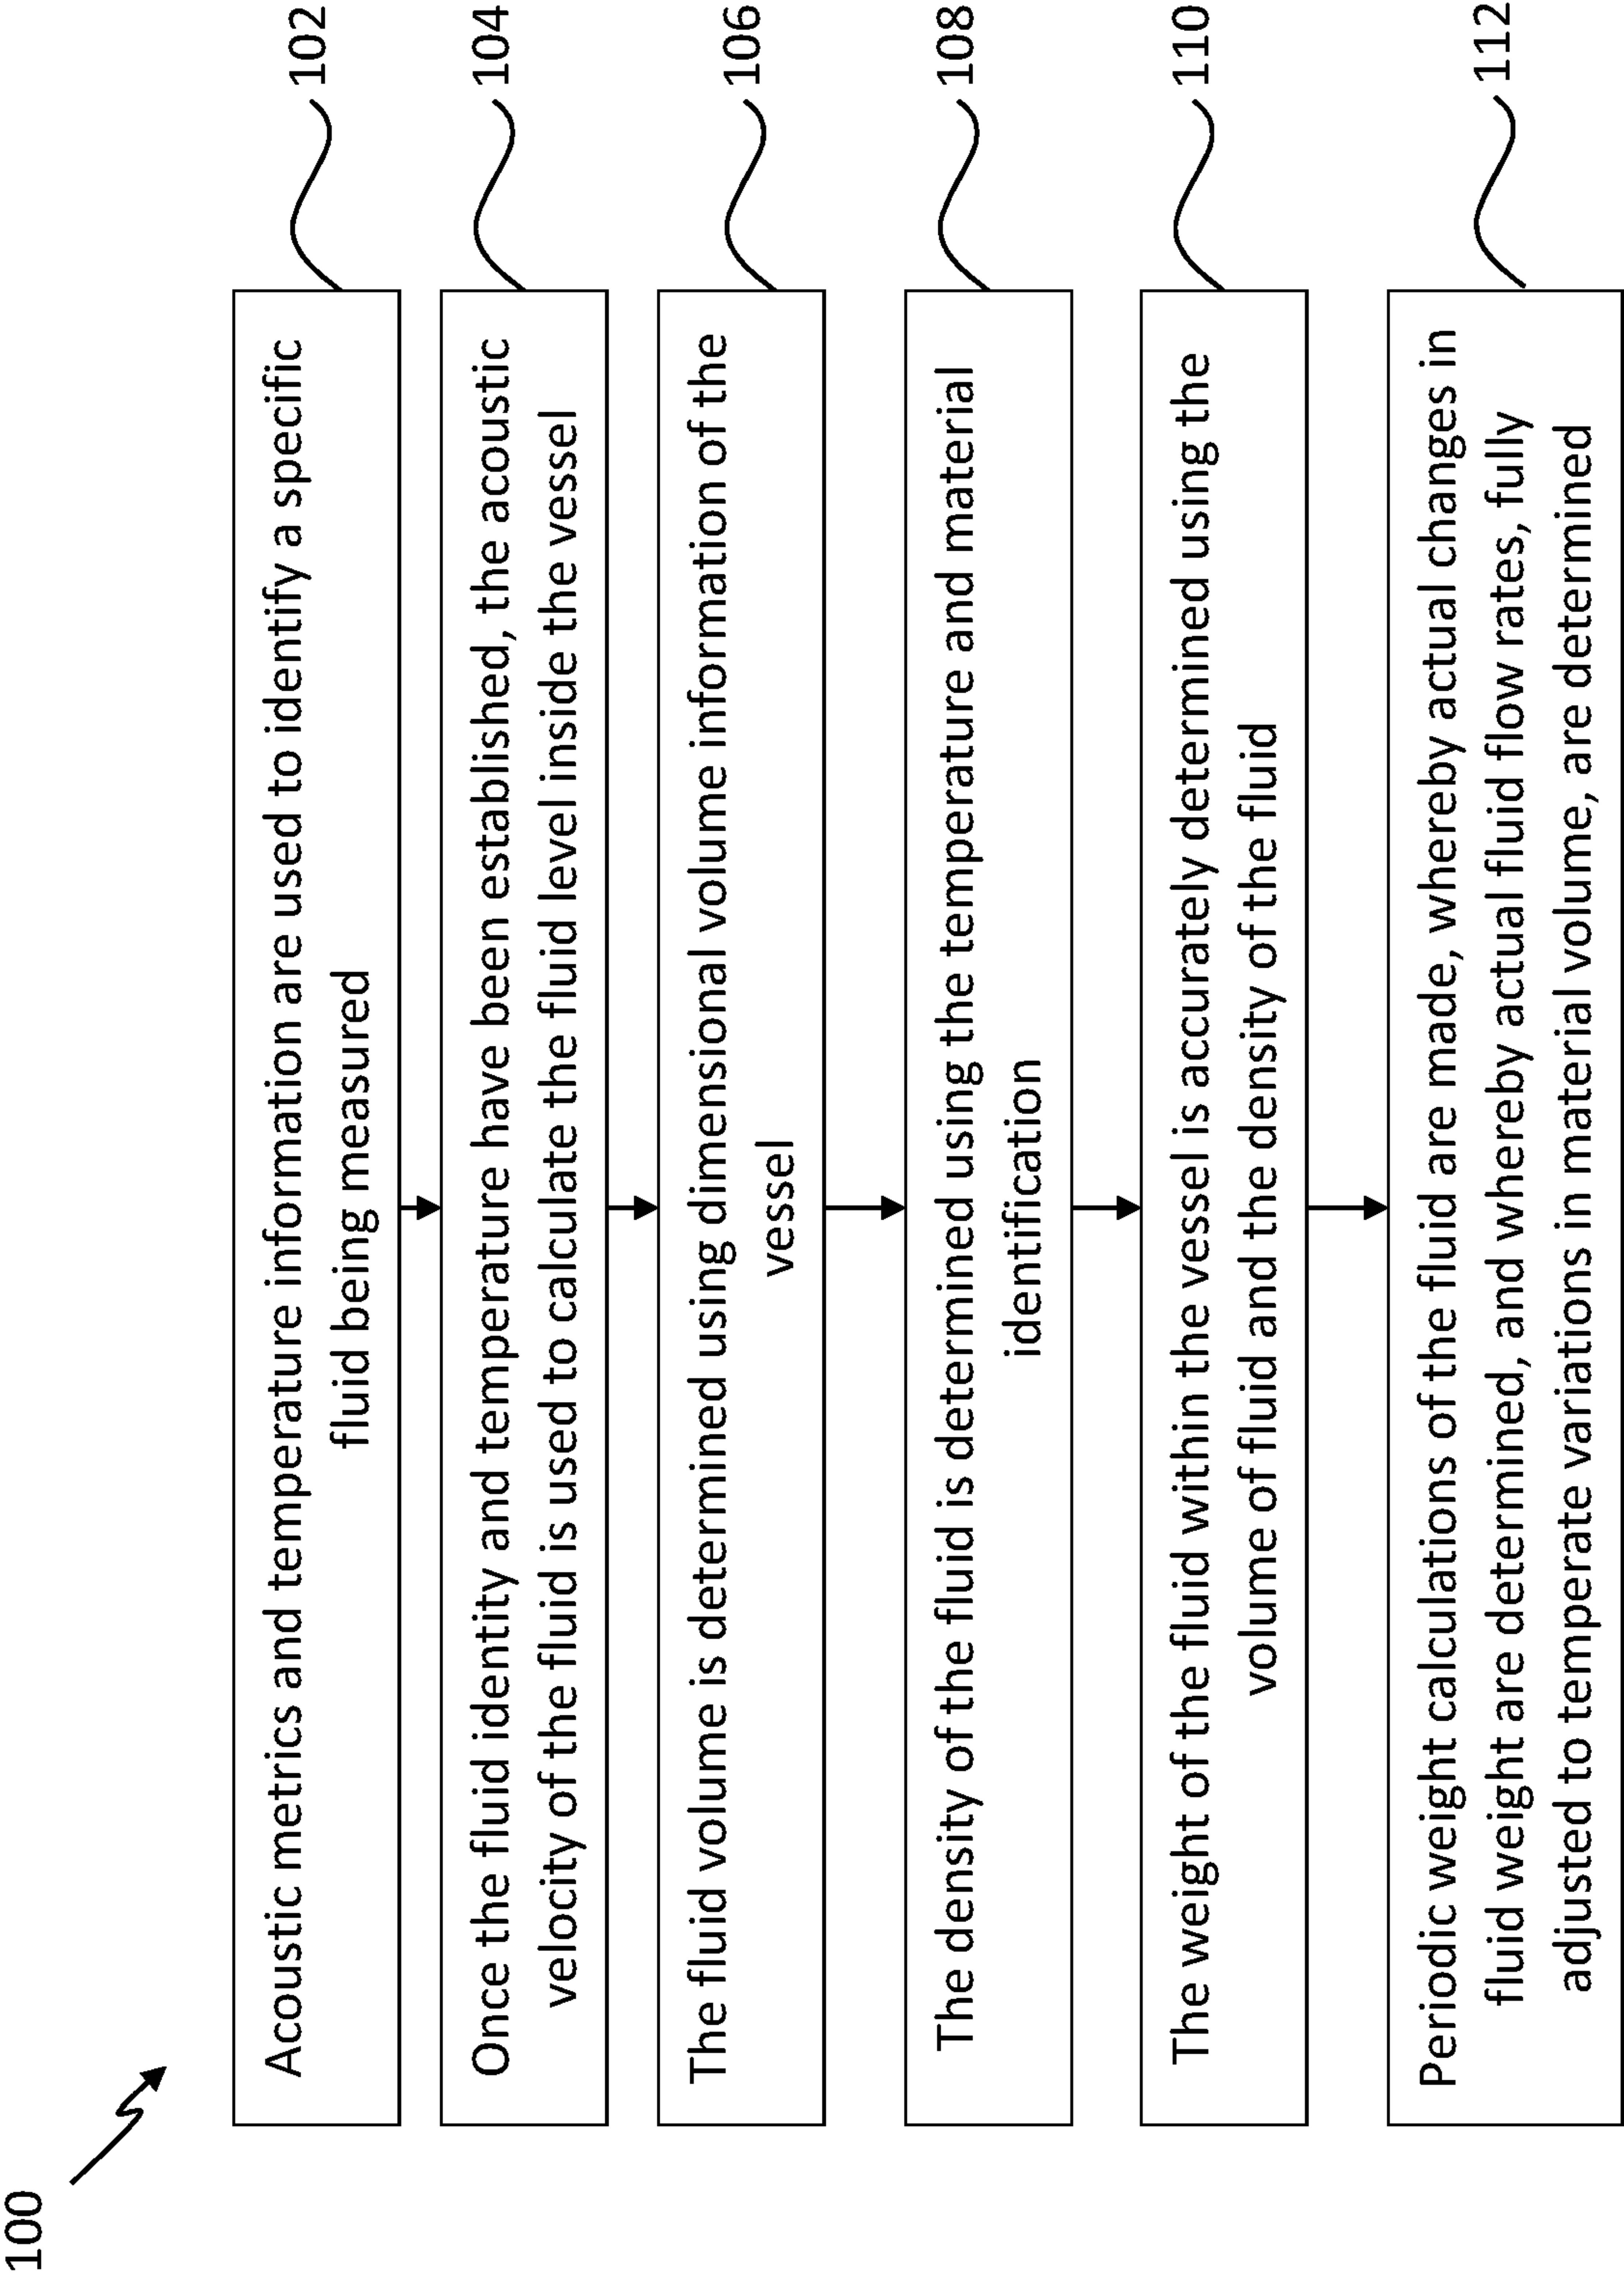 100
Acoustic metrics and temperature information are used to identify a specific
fluid being measured
102
Once the fluid identity and temperature have been established, the acoustic
velocity of the fluid is used to calculate the fluid level inside the vessel
104
The fluid volume is determined using dimensional volume information of the
vessel
106
The density of the fluid is determined using the temperature and material
identification
108
The weight of the fluid within the vessel is accurately determined using the
volume of fluid and the density of the fluid
110
Periodic weight calculations of the fluid are made, whereby actual changes in
fluid weight are determined, and whereby actual fluid flow rates, fully
adjusted to temperate variations in material volume, are determined
112